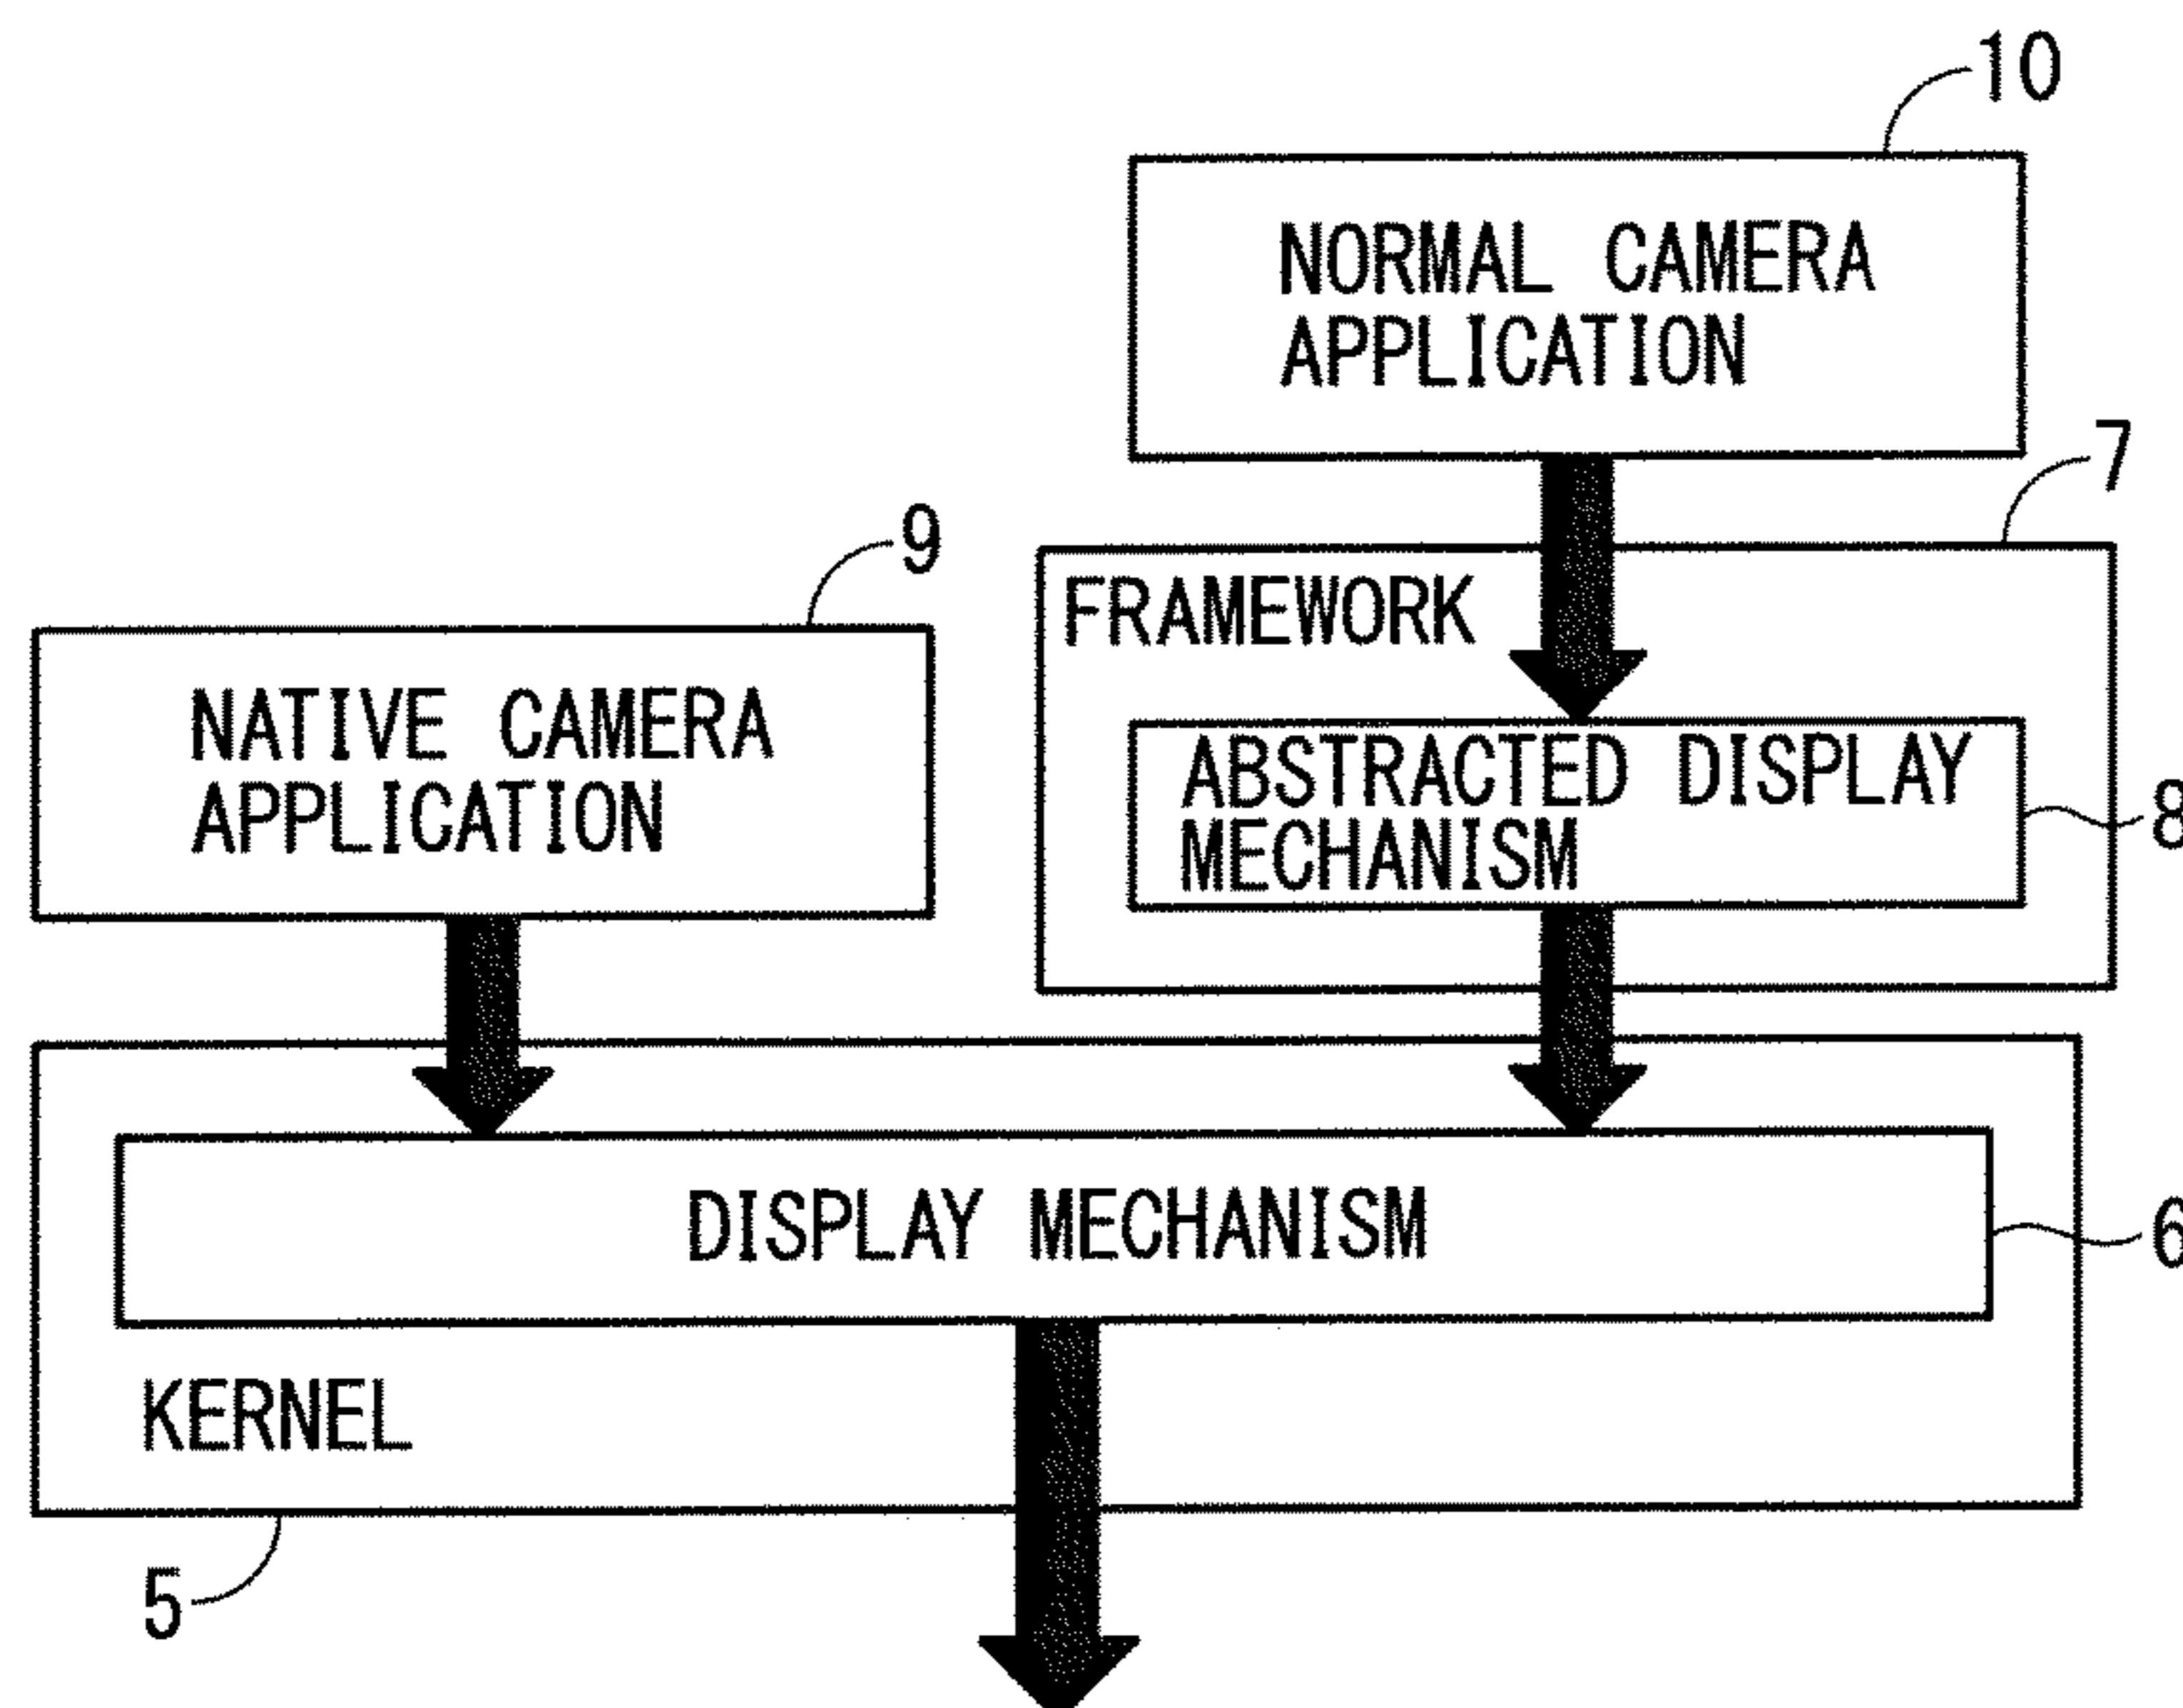 10
NORMAL CAMERA
APPLICATION
7
9
FRAMEWORK
NATIVE CAMERA
APPLICATION
ABSTRACTED DISPLAY
MECHANISM
8
DISPLAY MECHANISM
6
KERNEL
5